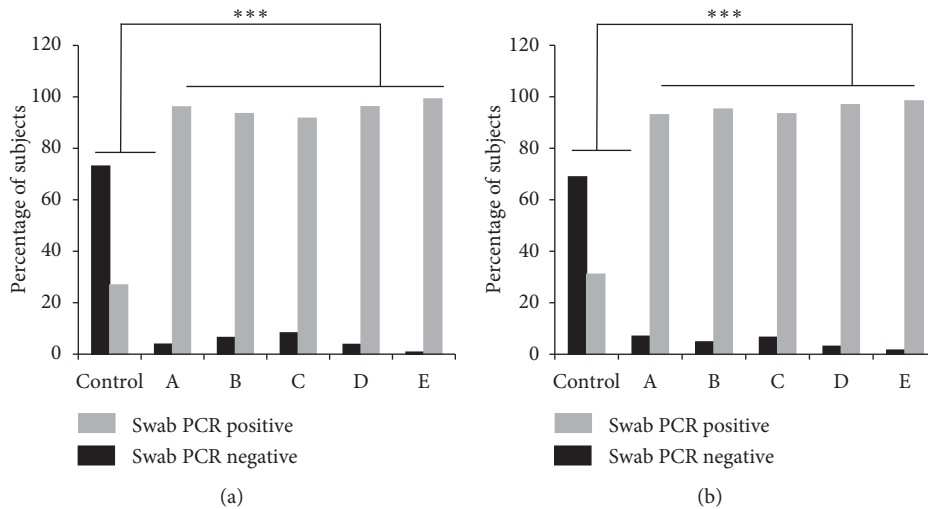 ***
120
100
80
60
40
20
0
Percentage of subjects
Control A B C D E
Swab PCR positive
Swab PCR negative
(a)
***
120
100
80
60
40
20
0
Percentage of subjects
Control A B C D E
Swab PCR positive
Swab PCR negative
(b)